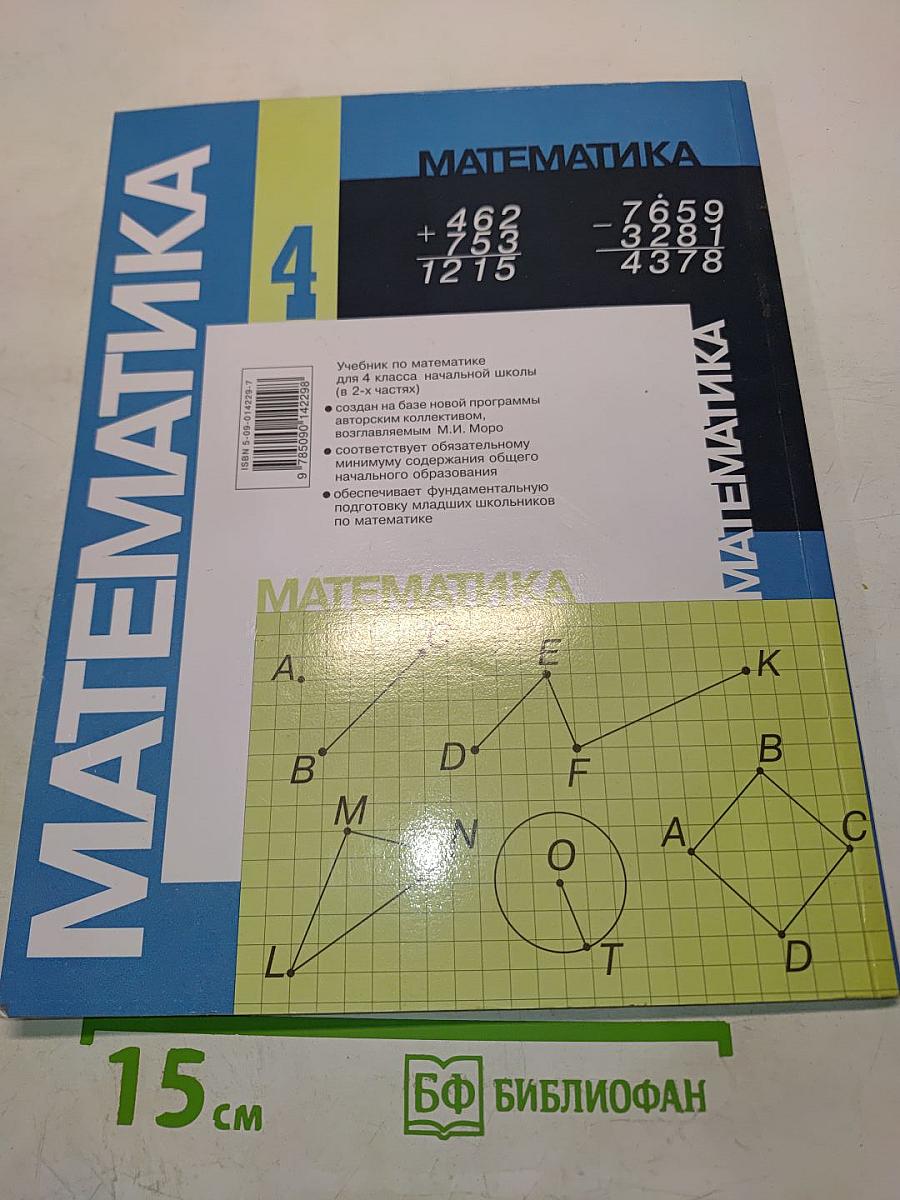 МАТЕМАТИКА
4
МАТЕМАТИКА
+ 462
753
1215
− 7659
3281
4378
МАТЕМАТИКА
ISBN 5-09-014229-7
9 785090 142298
Учебник по математике
для 4 класса начальной школы
(в 2-х частях)
● создан на базе новой программы
авторским коллективом,
возглавляемым М.И. Моро
● соответствует обязательному
минимуму содержания общего
начального образования
● обеспечивает фундаментальную
подготовку младших школьников
по математике
МАТЕМАТИКА
A
B
D
E
F
K
M
N
L
O
T
A
B
C
D
15 см
БФ БИБЛИОФАН